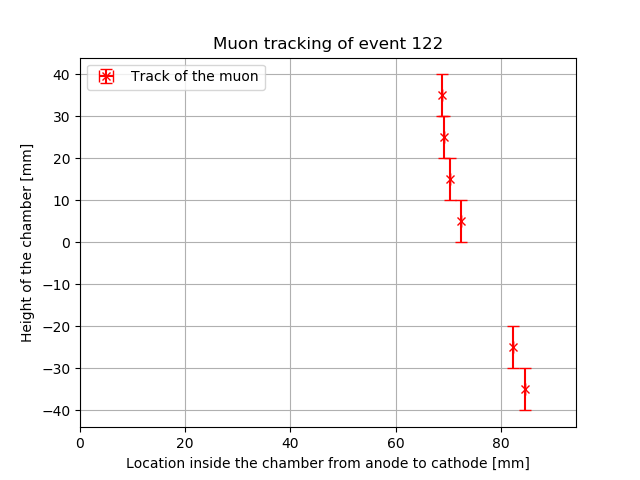 Muon tracking of event 122
Track of the muon
Height of the chamber [mm]
40
30
20
10
0
−10
−20
−30
−40
0 20 40 60 80
Location inside the chamber from anode to cathode [mm]